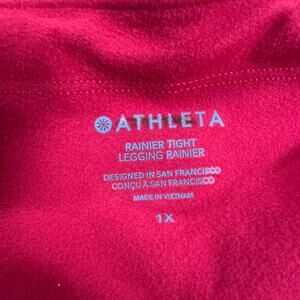 ATHLETA
RAINIER TIGHT
LEGGING RAINIER
DESIGNED IN SAN FRANCISCO
CONÇU À SAN FRANCISCO
MADE IN VIETNAM
1X